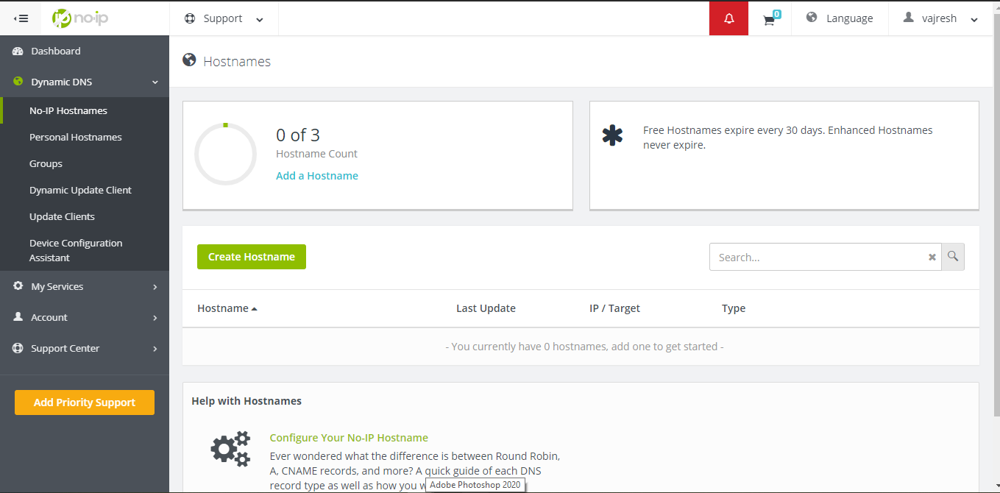 no-ip
Support
0
Language
vajresh
Dashboard
Dynamic DNS
No-IP Hostnames
Personal Hostnames
Groups
Dynamic Update Client
Update Clients
Device Configuration
Assistant
My Services
Account
Support Center
Add Priority Support
Hostnames
0 of 3
Hostname Count
Add a Hostname
Free Hostnames expire every 30 days. Enhanced Hostnames
never expire.
Create Hostname
Search...
Hostname Last Update IP / Target Type
- You currently have 0 hostnames, add one to get started -
Help with Hostnames
Configure Your No-IP Hostname
Ever wondered what the difference is between Round Robin,
A, CNAME records, and more? A quick guide of each DNS
record type as well as how you w
Adobe Photoshop 2020